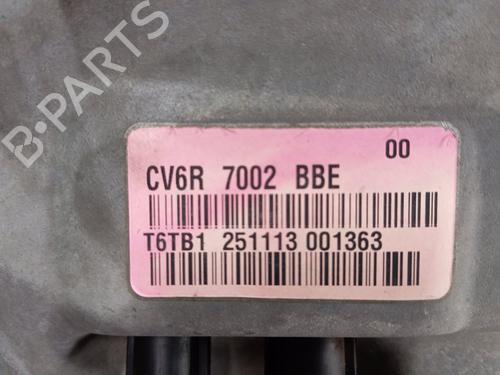 B-PARTS
00
CV6R 7002 BBE
T6TB1 251113 001363